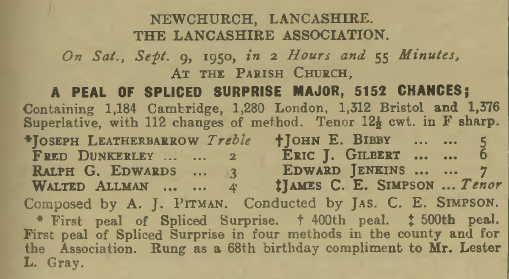 NEWCHURCH, LANCASHIRE.
THE LANCASHIRE ASSOCIATION.
On Sat., Sept. 9, 1950, in 2 Hours and 55 Minutes,
AT THE PARISH CHURCH,
A PEAL OF SPLICED SURPRISE MAJOR, 5152 CHANCES;
Containing 1,184 Cambridge, 1,280 London, 1,312 Bristol and 1,376
Superlative, with 112 changes of method. Tenor 12½ cwt. in F sharp.
*JOSEPH LEATHERBARROW Treble †JOHN E. BIBBY ... ... 5
FRED DUNKERLEY ... ... 2 ERIC J. GILBERT ... ... 6
RALPH G. EDWARDS ... 3 EDWARD JENKINS ... ... 7
WALTED ALLMAN ... ... 4 ‡JAMES C. E. SIMPSON ... Tenor
Composed by A. J. PITMAN. Conducted by JAS. C. E. SIMPSON.
* First peal of Spliced Surprise. † 400th peal. ‡ 500th peal.
First peal of Spliced Surprise in four methods in the county and for
the Association. Rung as a 68th birthday compliment to Mr. Lester
L. Gray.